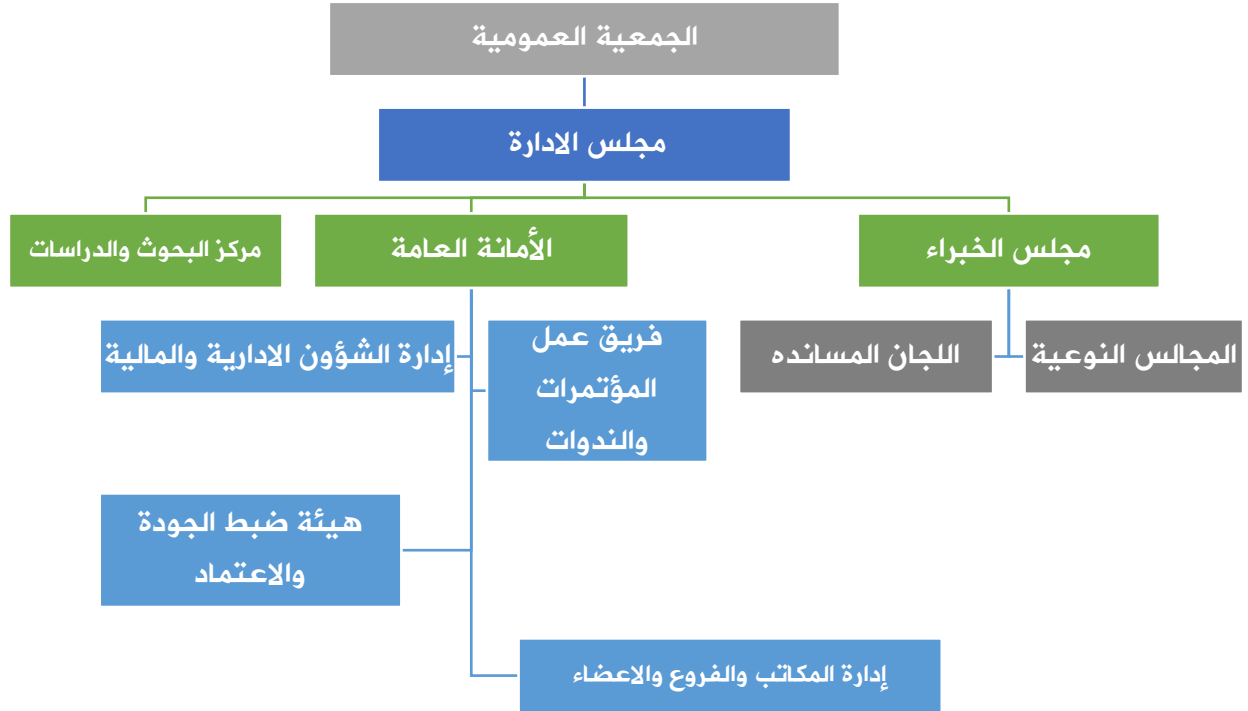 الجمعية العمومية
مجلس الادارة
مجلس الخبراء
الأمانة العامة
مركز البحوث والدراسات
المجالس النوعية
اللجان المسانده
فريق عمل
المؤتمرات
والندوات
إدارة الشؤون الادارية والمالية
هيئة ضبط الجودة
والاعتماد
إدارة المكاتب والفروع والاعضاء